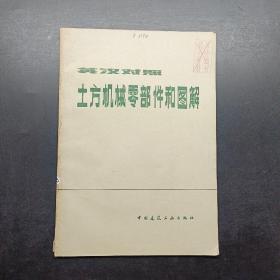 英汉对照
土方机械零部件和图解
中国建筑工业出版社